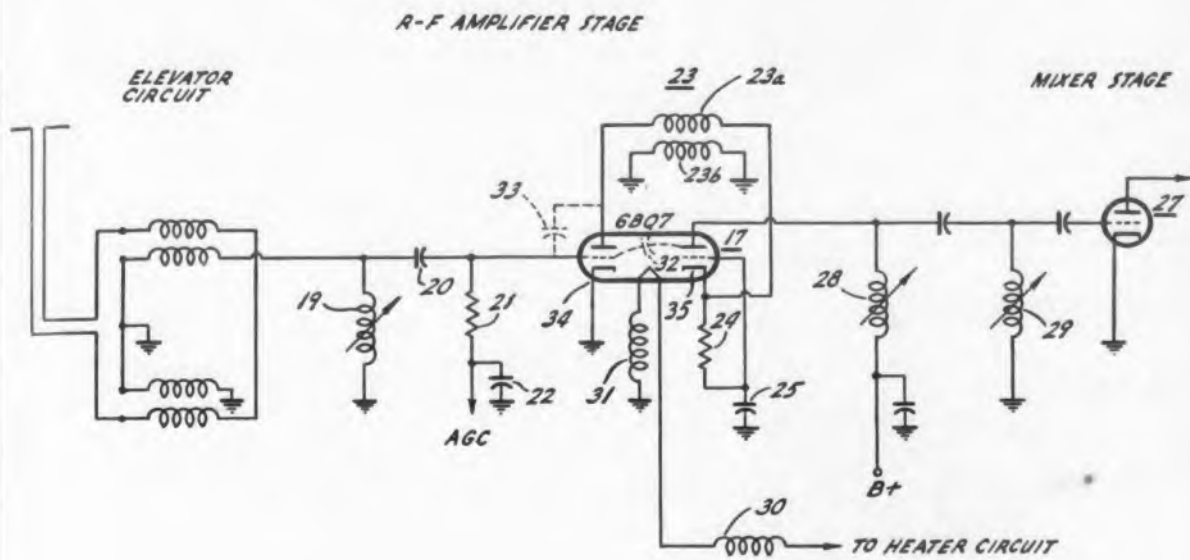 R-F AMPLIFIER STAGE
ELEVATOR
CIRCUIT
MIXER STAGE
23
23a
23b
33
6BQ7
17
27
32
19
20
21
34
35
28
29
24
22
31
25
AGC
B+
30
TO HEATER CIRCUIT